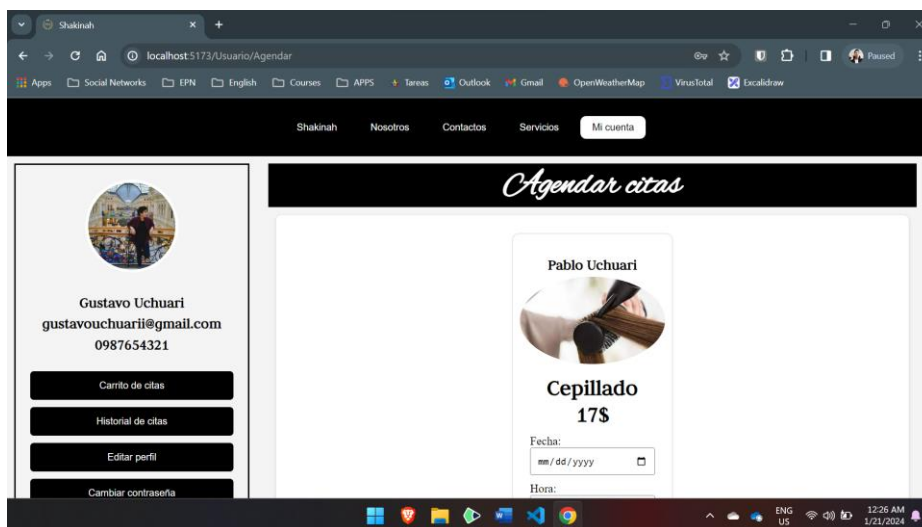 Shakinah
localhost:5173/Usuario/Agendar
Paused
Apps Social Networks EPN English Courses APPS Tareas Outlook Gmail OpenWeatherMap VirusTotal Excalidraw
Shakinah Nosotros Contactos Servicios Mi cuenta
Agendar citas
Gustavo Uchuari
gustavouchuarii@gmail.com
0987654321
Carrito de citas
Historial de citas
Editar perfil
Cambiar contraseña
Pablo Uchuari
Cepillado
17$
Fecha:
mm/dd/yyyy
Hora:
ENG
US
12:26 AM
1/21/2024